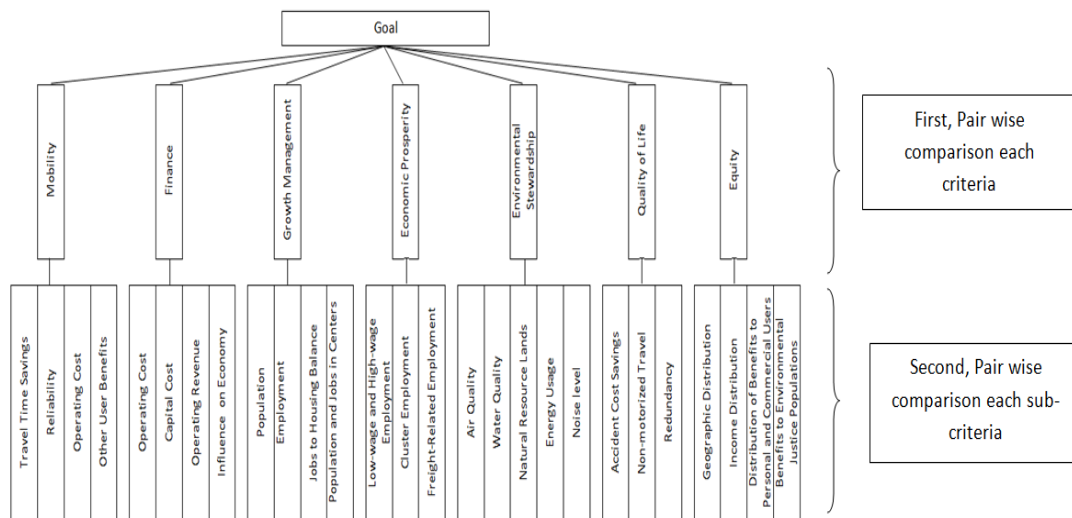 Goal
Mobility
Finance
Growth Management
Economic Prosperity
Environmental
Stewardship
Quality of Life
Equity
First, Pair wise
comparison each
criteria
Travel Time Savings
Reliability
Operating Cost
Other User Benefits
Operating Cost
Capital Cost
Operating Revenue
Influence on Economy
Population
Employment
Jobs to Housing Balance
Population and Jobs in Centers
Low-wage and High-wage
Employment
Cluster Employment
Freight-Related Employment
Air Quality
Water Quality
Natural Resource Lands
Energy Usage
Noise level
Accident Cost Savings
Non-motorized Travel
Redundancy
Geographic Distribution
Income Distribution
Distribution of Benefits to
Personal and Commercial Users
Benefits to Environmental
Justice Populations
Second, Pair wise
comparison each sub-
criteria